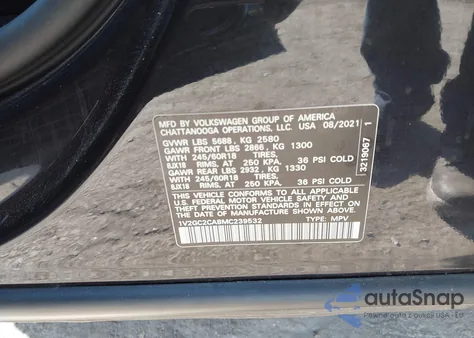 MFD BY VOLKSWAGEN GROUP OF AMERICA
CHATTANOOGA OPERATIONS, LLC. USA 08/2021
GVWR LBS 5688, KG 2580
GAWR FRONT LBS 2866, KG 1300
WITH 245/60R18 TIRES,
8JX18 RIMS, AT 250 KPA, 36 PSI COLD
GAWR REAR LBS 2932, KG 1330
WITH 245/60R18 TIRES,
8JX18 RIMS, AT 250 KPA, 36 PSI COLD
THIS VEHICLE CONFORMS TO ALL APPLICABLE
U.S. FEDERAL MOTOR VEHICLE SAFETY AND
THEFT PREVENTION STANDARDS IN EFFECT ON
THE DATE OF MANUFACTURE SHOWN ABOVE.
1V2GC2CA8MC239532 TYPE: MPV
3219067 1
autoSnap